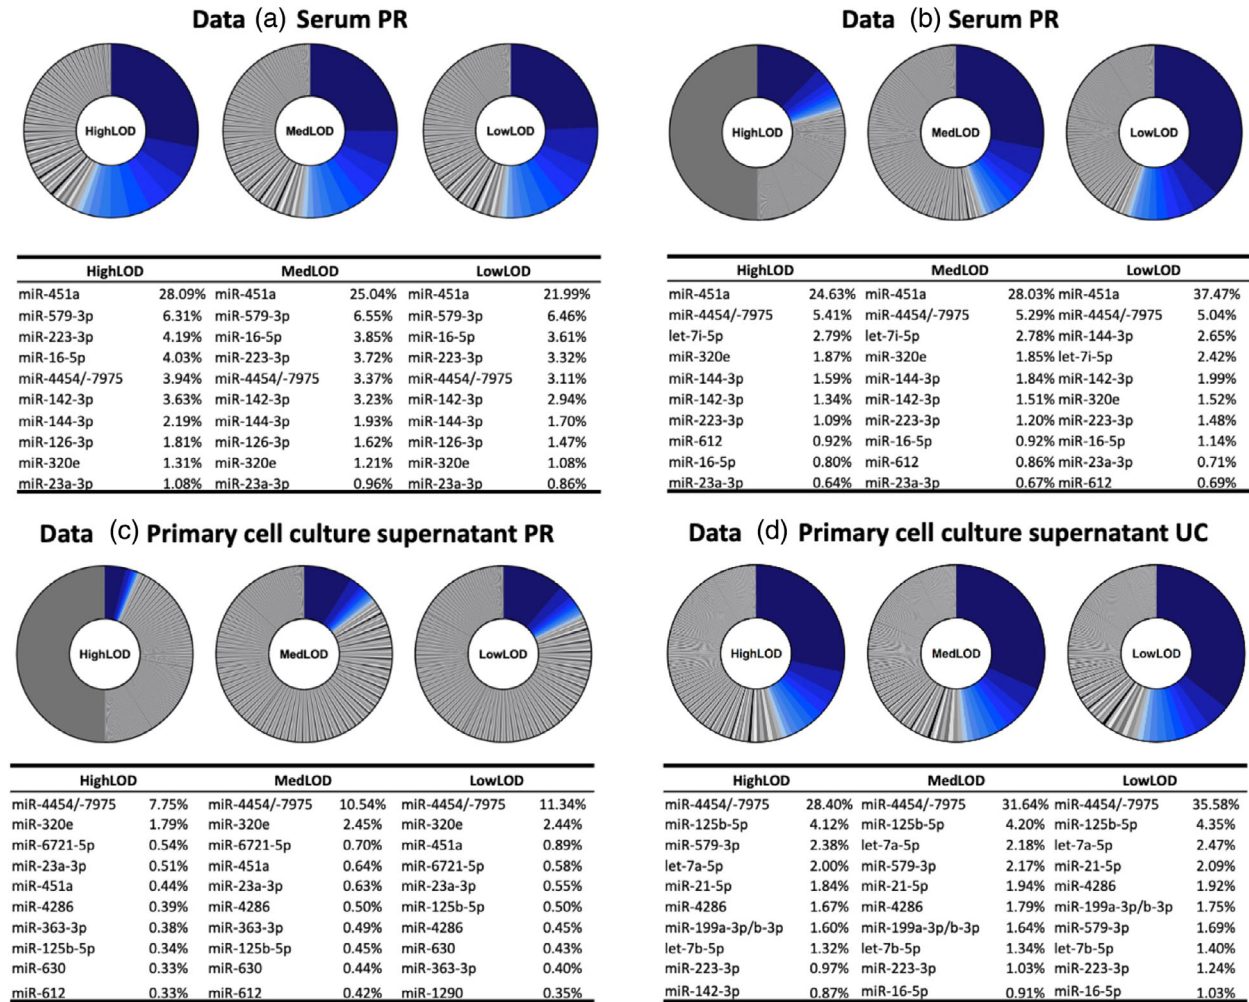 Data (a) Serum PR
HighLOD MedLOD LowLOD
HighLOD MedLOD LowLOD
miR-451a 28.09% miR-451a 25.04% miR-451a 21.99%
miR-579-3p 6.31% miR-579-3p 6.55% miR-579-3p 6.46%
miR-223-3p 4.19% miR-16-5p 3.85% miR-16-5p 3.61%
miR-16-5p 4.03% miR-223-3p 3.72% miR-223-3p 3.32%
miR-4454/-7975 3.94% miR-4454/-7975 3.37% miR-4454/-7975 3.11%
miR-142-3p 3.63% miR-142-3p 3.23% miR-142-3p 2.94%
miR-144-3p 2.19% miR-144-3p 1.93% miR-144-3p 1.70%
miR-126-3p 1.81% miR-126-3p 1.62% miR-126-3p 1.47%
miR-320e 1.31% miR-320e 1.21% miR-320e 1.08%
miR-23a-3p 1.08% miR-23a-3p 0.96% miR-23a-3p 0.86%
Data (b) Serum PR
HighLOD MedLOD LowLOD
HighLOD MedLOD LowLOD
miR-451a 24.63% miR-451a 28.03% miR-451a 37.47%
miR-4454/-7975 5.41% miR-4454/-7975 5.29% miR-4454/-7975 5.04%
let-7i-5p 2.79% let-7i-5p 2.78% miR-144-3p 2.65%
miR-320e 1.87% miR-320e 1.85% let-7i-5p 2.42%
miR-144-3p 1.59% miR-144-3p 1.84% miR-142-3p 1.99%
miR-142-3p 1.34% miR-142-3p 1.51% miR-320e 1.52%
miR-223-3p 1.09% miR-223-3p 1.20% miR-223-3p 1.48%
miR-612 0.92% miR-16-5p 0.92% miR-16-5p 1.14%
miR-16-5p 0.80% miR-612 0.86% miR-23a-3p 0.71%
miR-23a-3p 0.64% miR-23a-3p 0.67% miR-612 0.69%
Data (c) Primary cell culture supernatant PR
HighLOD MedLOD LowLOD
HighLOD MedLOD LowLOD
miR-4454/-7975 7.75% miR-4454/-7975 10.54% miR-4454/-7975 11.34%
miR-320e 1.79% miR-320e 2.45% miR-320e 2.44%
miR-6721-5p 0.54% miR-6721-5p 0.70% miR-451a 0.89%
miR-23a-3p 0.51% miR-451a 0.64% miR-6721-5p 0.58%
miR-451a 0.44% miR-23a-3p 0.63% miR-23a-3p 0.55%
miR-4286 0.39% miR-4286 0.50% miR-125b-5p 0.50%
miR-363-3p 0.38% miR-363-3p 0.49% miR-4286 0.45%
miR-125b-5p 0.34% miR-125b-5p 0.45% miR-630 0.43%
miR-630 0.33% miR-630 0.44% miR-363-3p 0.40%
miR-612 0.33% miR-612 0.42% miR-1290 0.35%
Data (d) Primary cell culture supernatant UC
HighLOD MedLOD LowLOD
HighLOD MedLOD LowLOD
miR-4454/-7975 28.40% miR-4454/-7975 31.64% miR-4454/-7975 35.58%
miR-125b-5p 4.12% miR-125b-5p 4.20% miR-125b-5p 4.35%
miR-579-3p 2.38% let-7a-5p 2.18% let-7a-5p 2.47%
let-7a-5p 2.00% miR-579-3p 2.17% miR-21-5p 2.09%
miR-21-5p 1.84% miR-21-5p 1.94% miR-4286 1.92%
miR-4286 1.67% miR-4286 1.79% miR-199a-3p/b-3p 1.75%
miR-199a-3p/b-3p 1.60% miR-199a-3p/b-3p 1.64% miR-579-3p 1.69%
let-7b-5p 1.32% let-7b-5p 1.34% let-7b-5p 1.40%
miR-223-3p 0.97% miR-223-3p 1.03% miR-223-3p 1.24%
miR-142-3p 0.87% miR-16-5p 0.91% miR-16-5p 1.03%